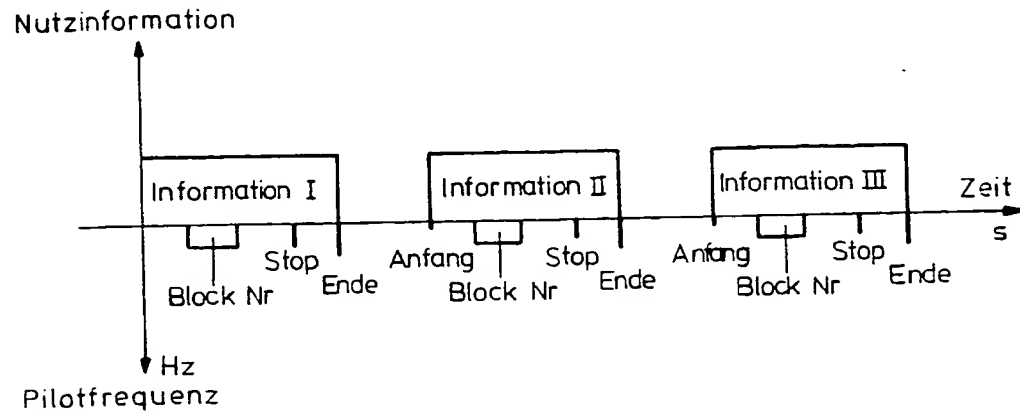 Nutzinformation
Information I
Information II
Information III
Zeit
s
Stop
Ende
Block Nr
Anfang
Stop
Ende
Block Nr
Anfang
Stop
Ende
Block Nr
Hz
Pilotfrequenz